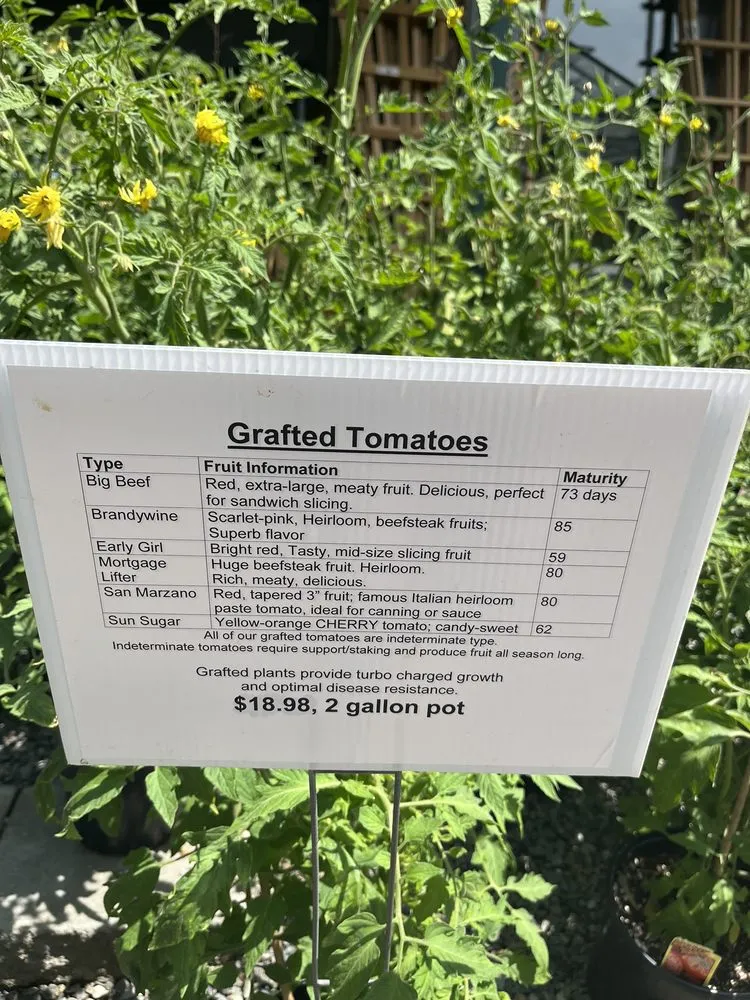 Grafted Tomatoes
Type Fruit Information Maturity
Big Beef Red, extra-large, meaty fruit. Delicious, perfect 73 days
for sandwich slicing.
Brandywine Scarlet-pink, Heirloom, beefsteak fruits; 85
Superb flavor
Early Girl Bright red, Tasty, mid-size slicing fruit 59
Mortgage Huge beefsteak fruit. Heirloom. 80
Lifter Rich, meaty, delicious.
San Marzano Red, tapered 3" fruit; famous Italian heirloom 80
paste tomato, ideal for canning or sauce
Sun Sugar Yellow-orange CHERRY tomato; candy-sweet 62
All of our grafted tomatoes are indeterminate type.
Indeterminate tomatoes require support/staking and produce fruit all season long.
Grafted plants provide turbo charged growth
and optimal disease resistance.
$18.98, 2 gallon pot